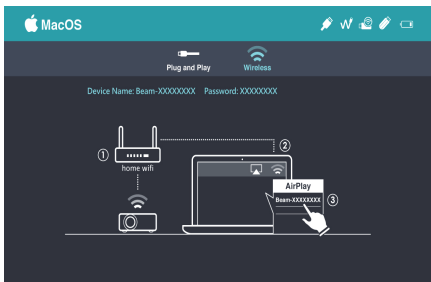 MacOS
Plug and Play
Wireless
Device Name: Beam-XXXXXXXX Password: XXXXXXXX
①
home wifi
②
AirPlay
Beam-XXXXXXXX
③